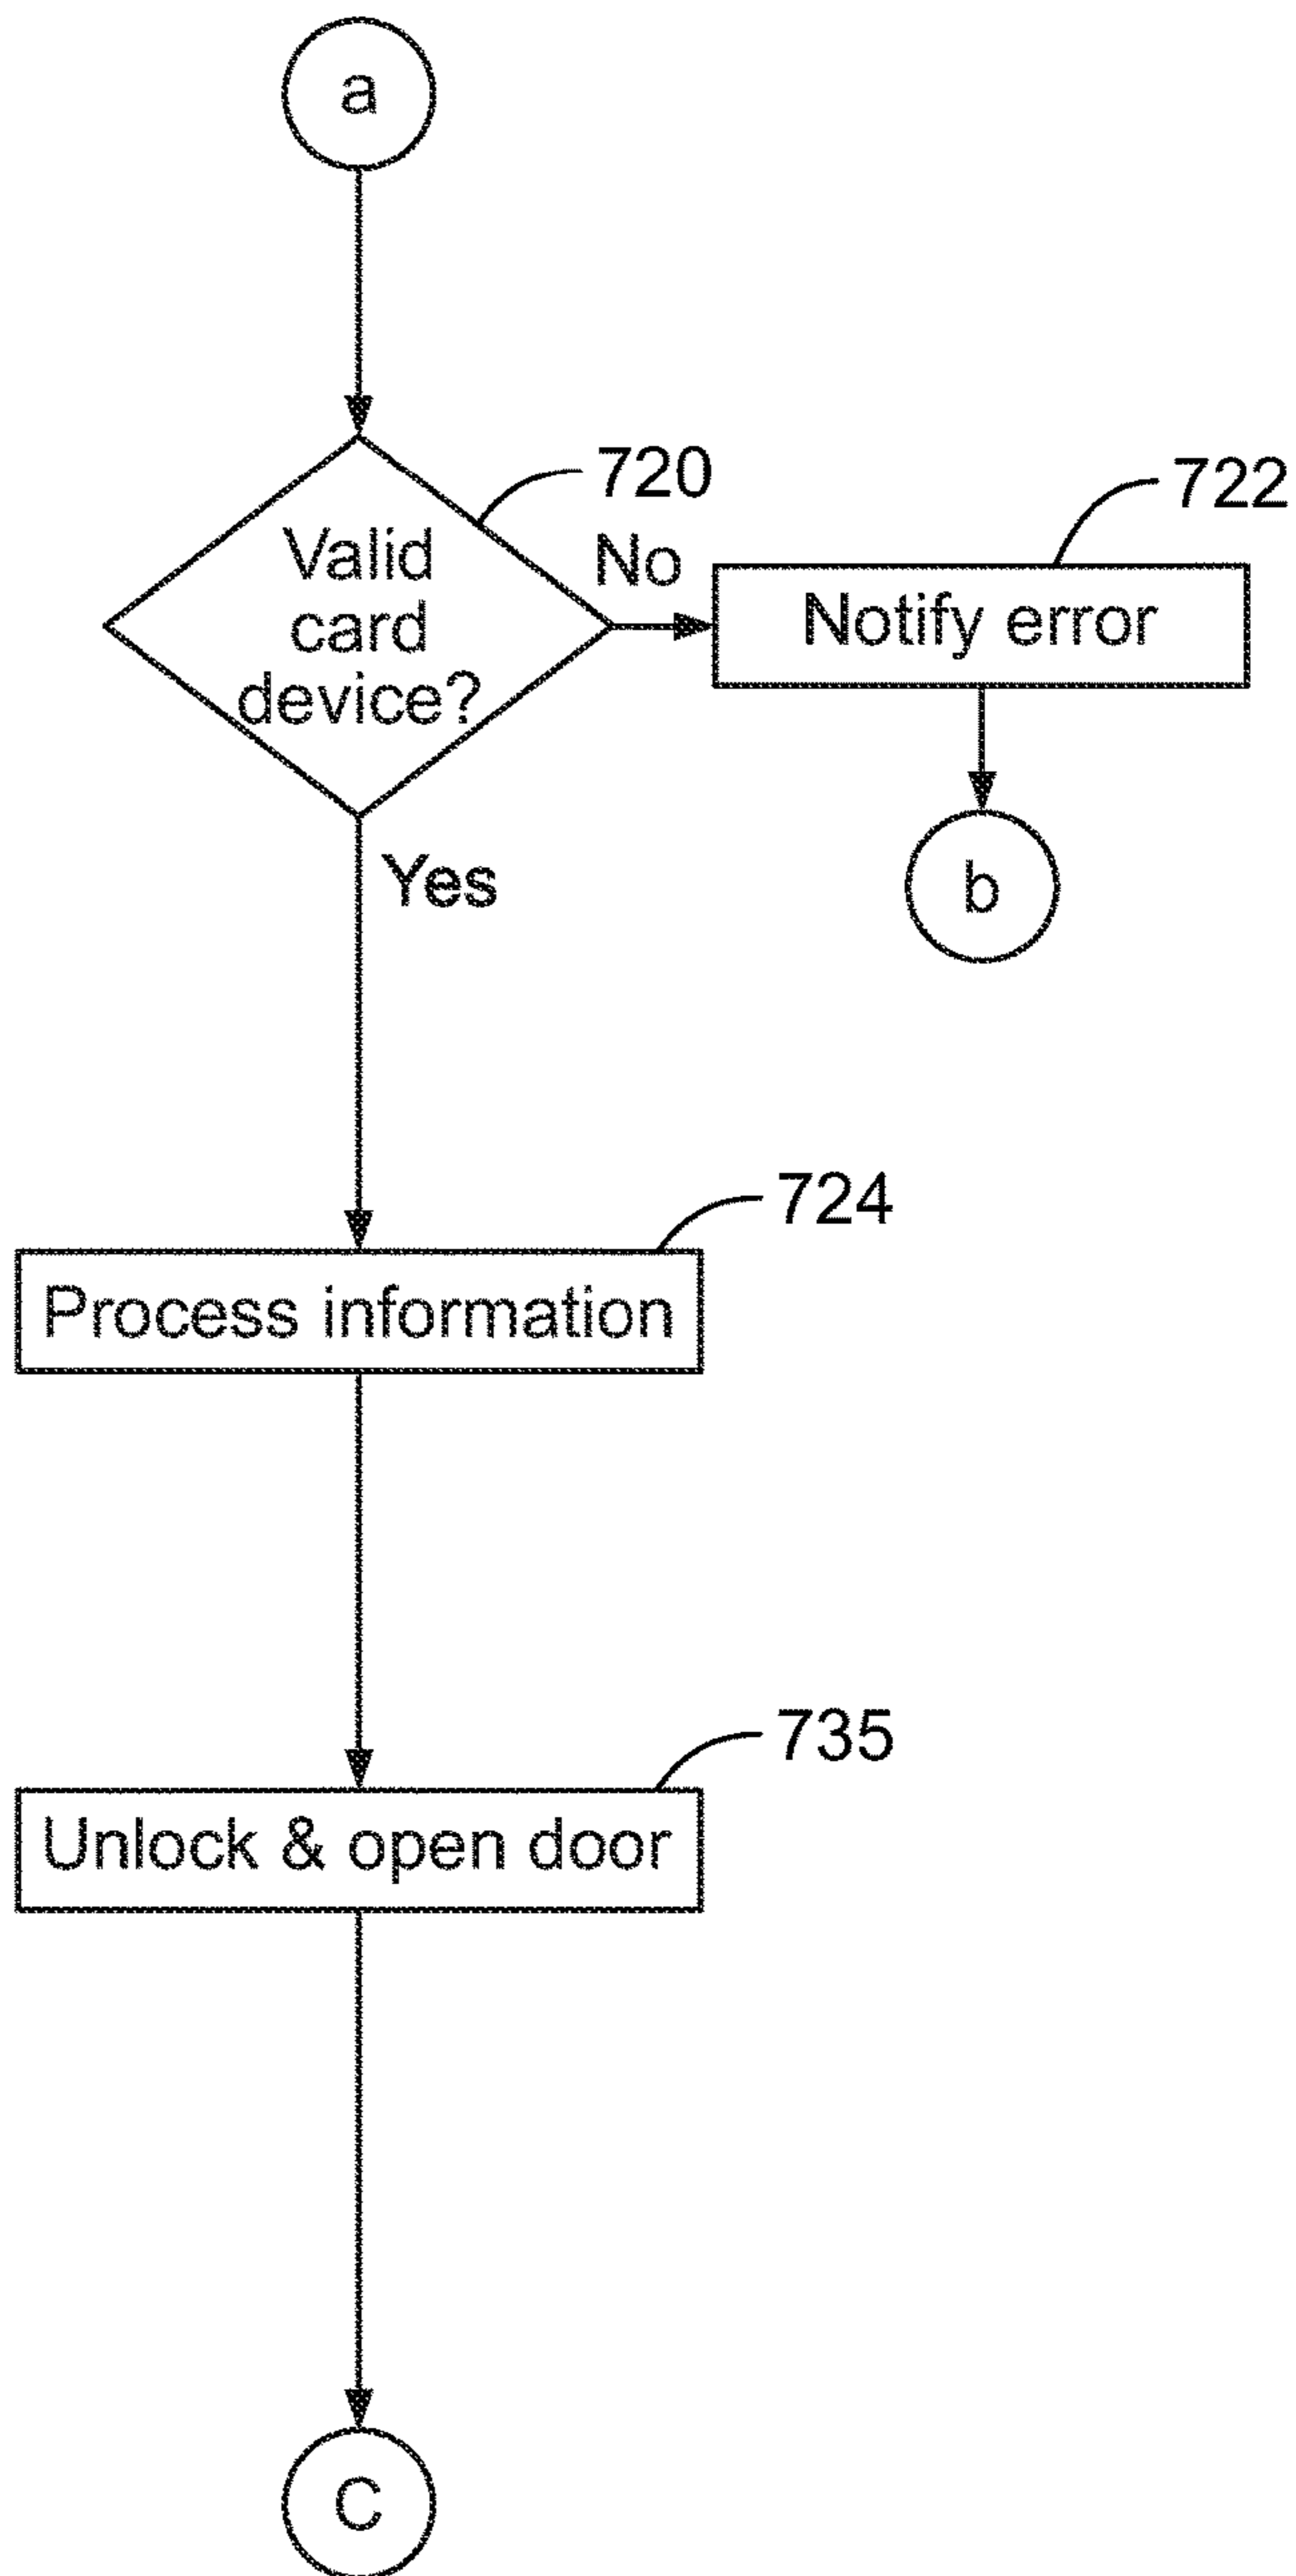 a
720
722
Valid
card
device?
No
Notify error
Yes
b
724
Process information
735
Unlock & open door
C